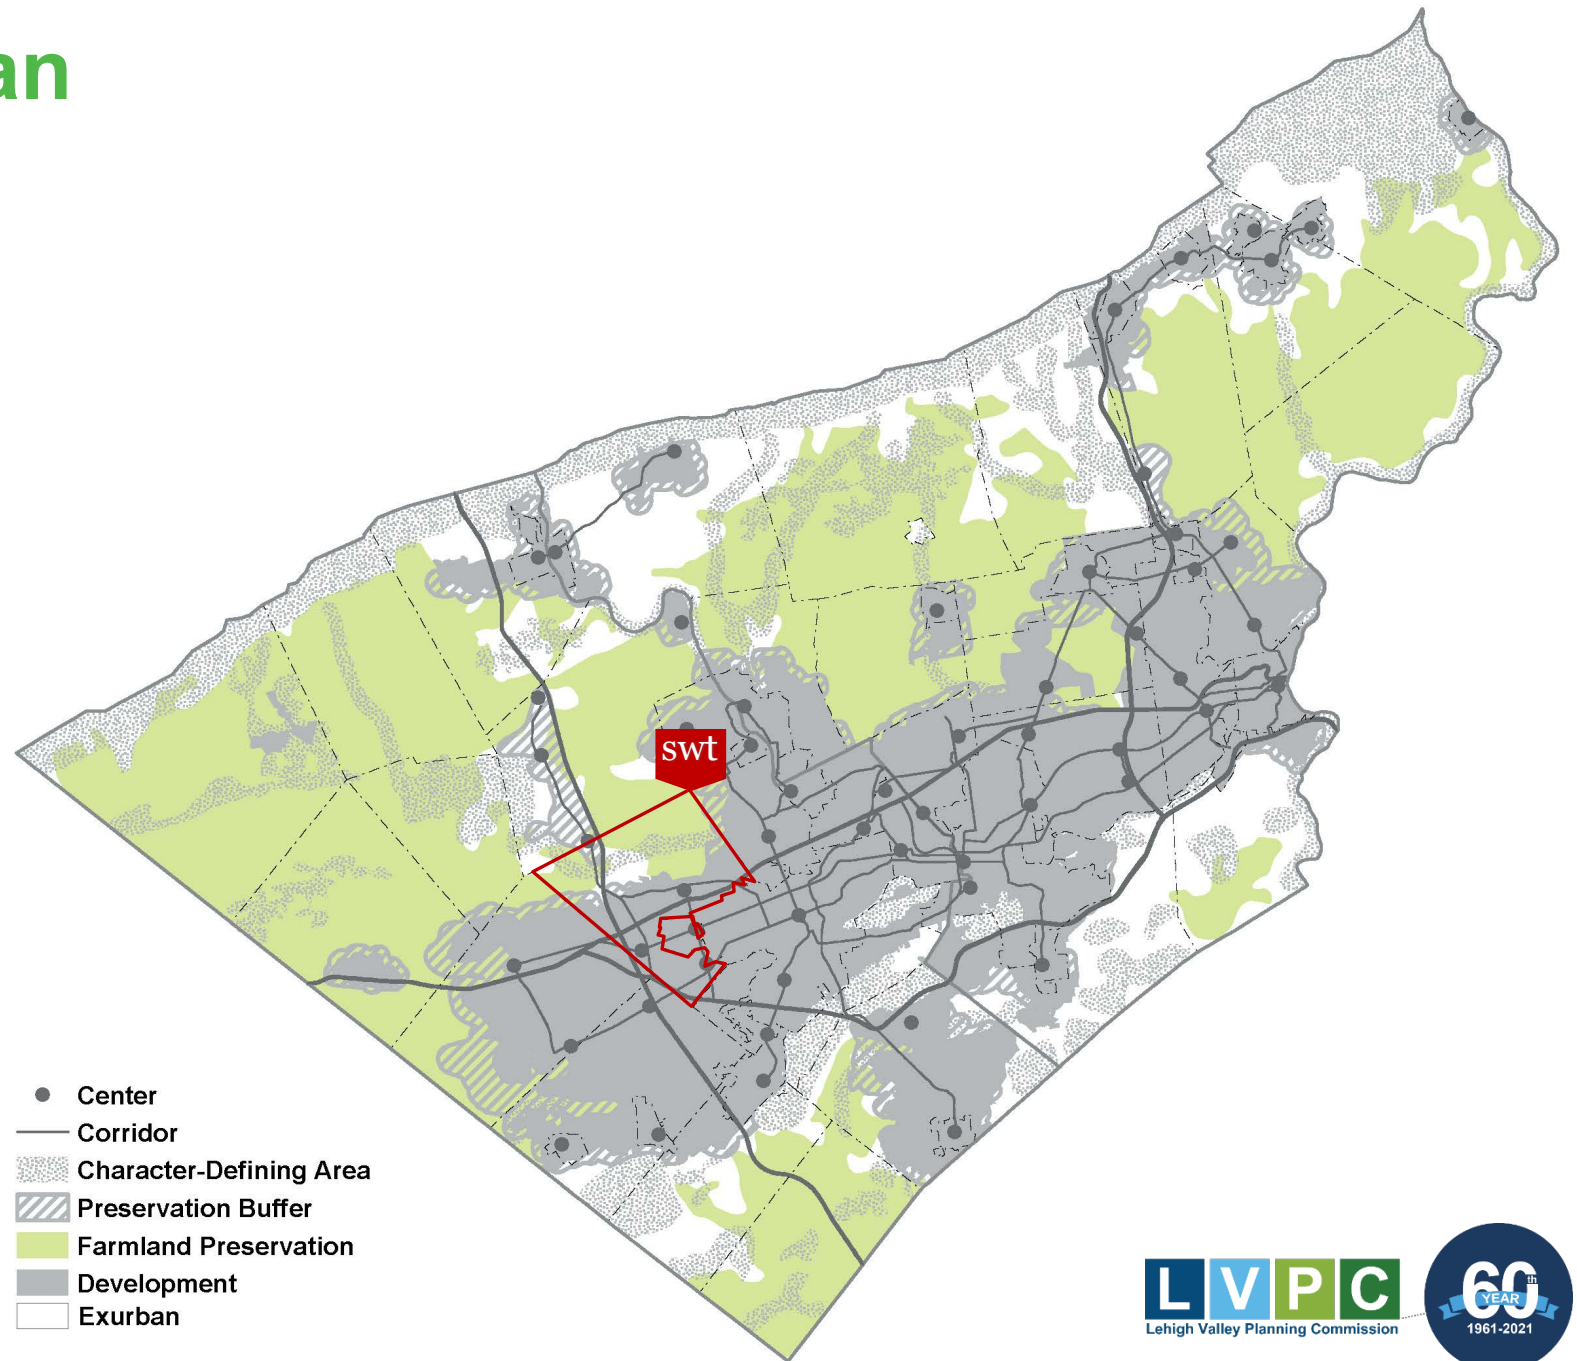 an
swt
Center
Corridor
Character-Defining Area
Preservation Buffer
Farmland Preservation
Development
Exurban
LVPC
Lehigh Valley Planning Commission
60th
YEAR
1961-2021